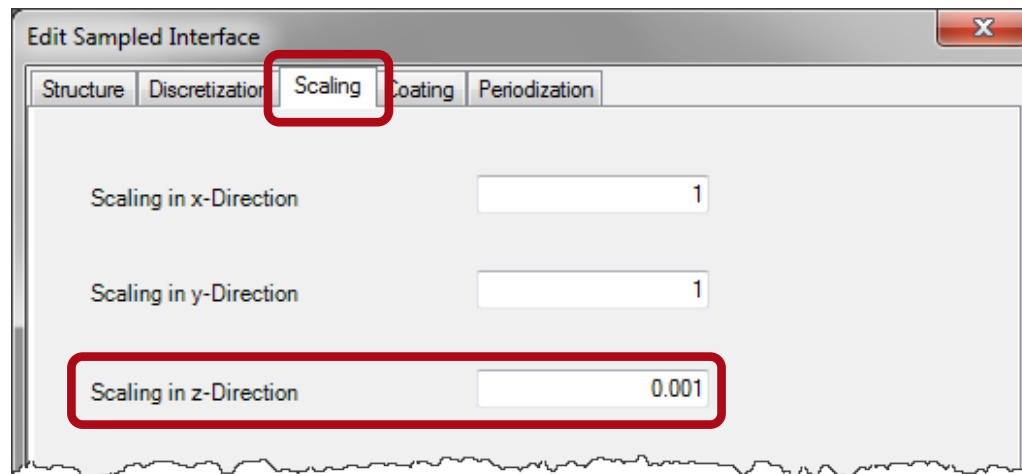 Edit Sampled Interface
Structure Discretization Scaling Coating Periodization
Scaling in x-Direction 1
Scaling in y-Direction 1
Scaling in z-Direction 0.001